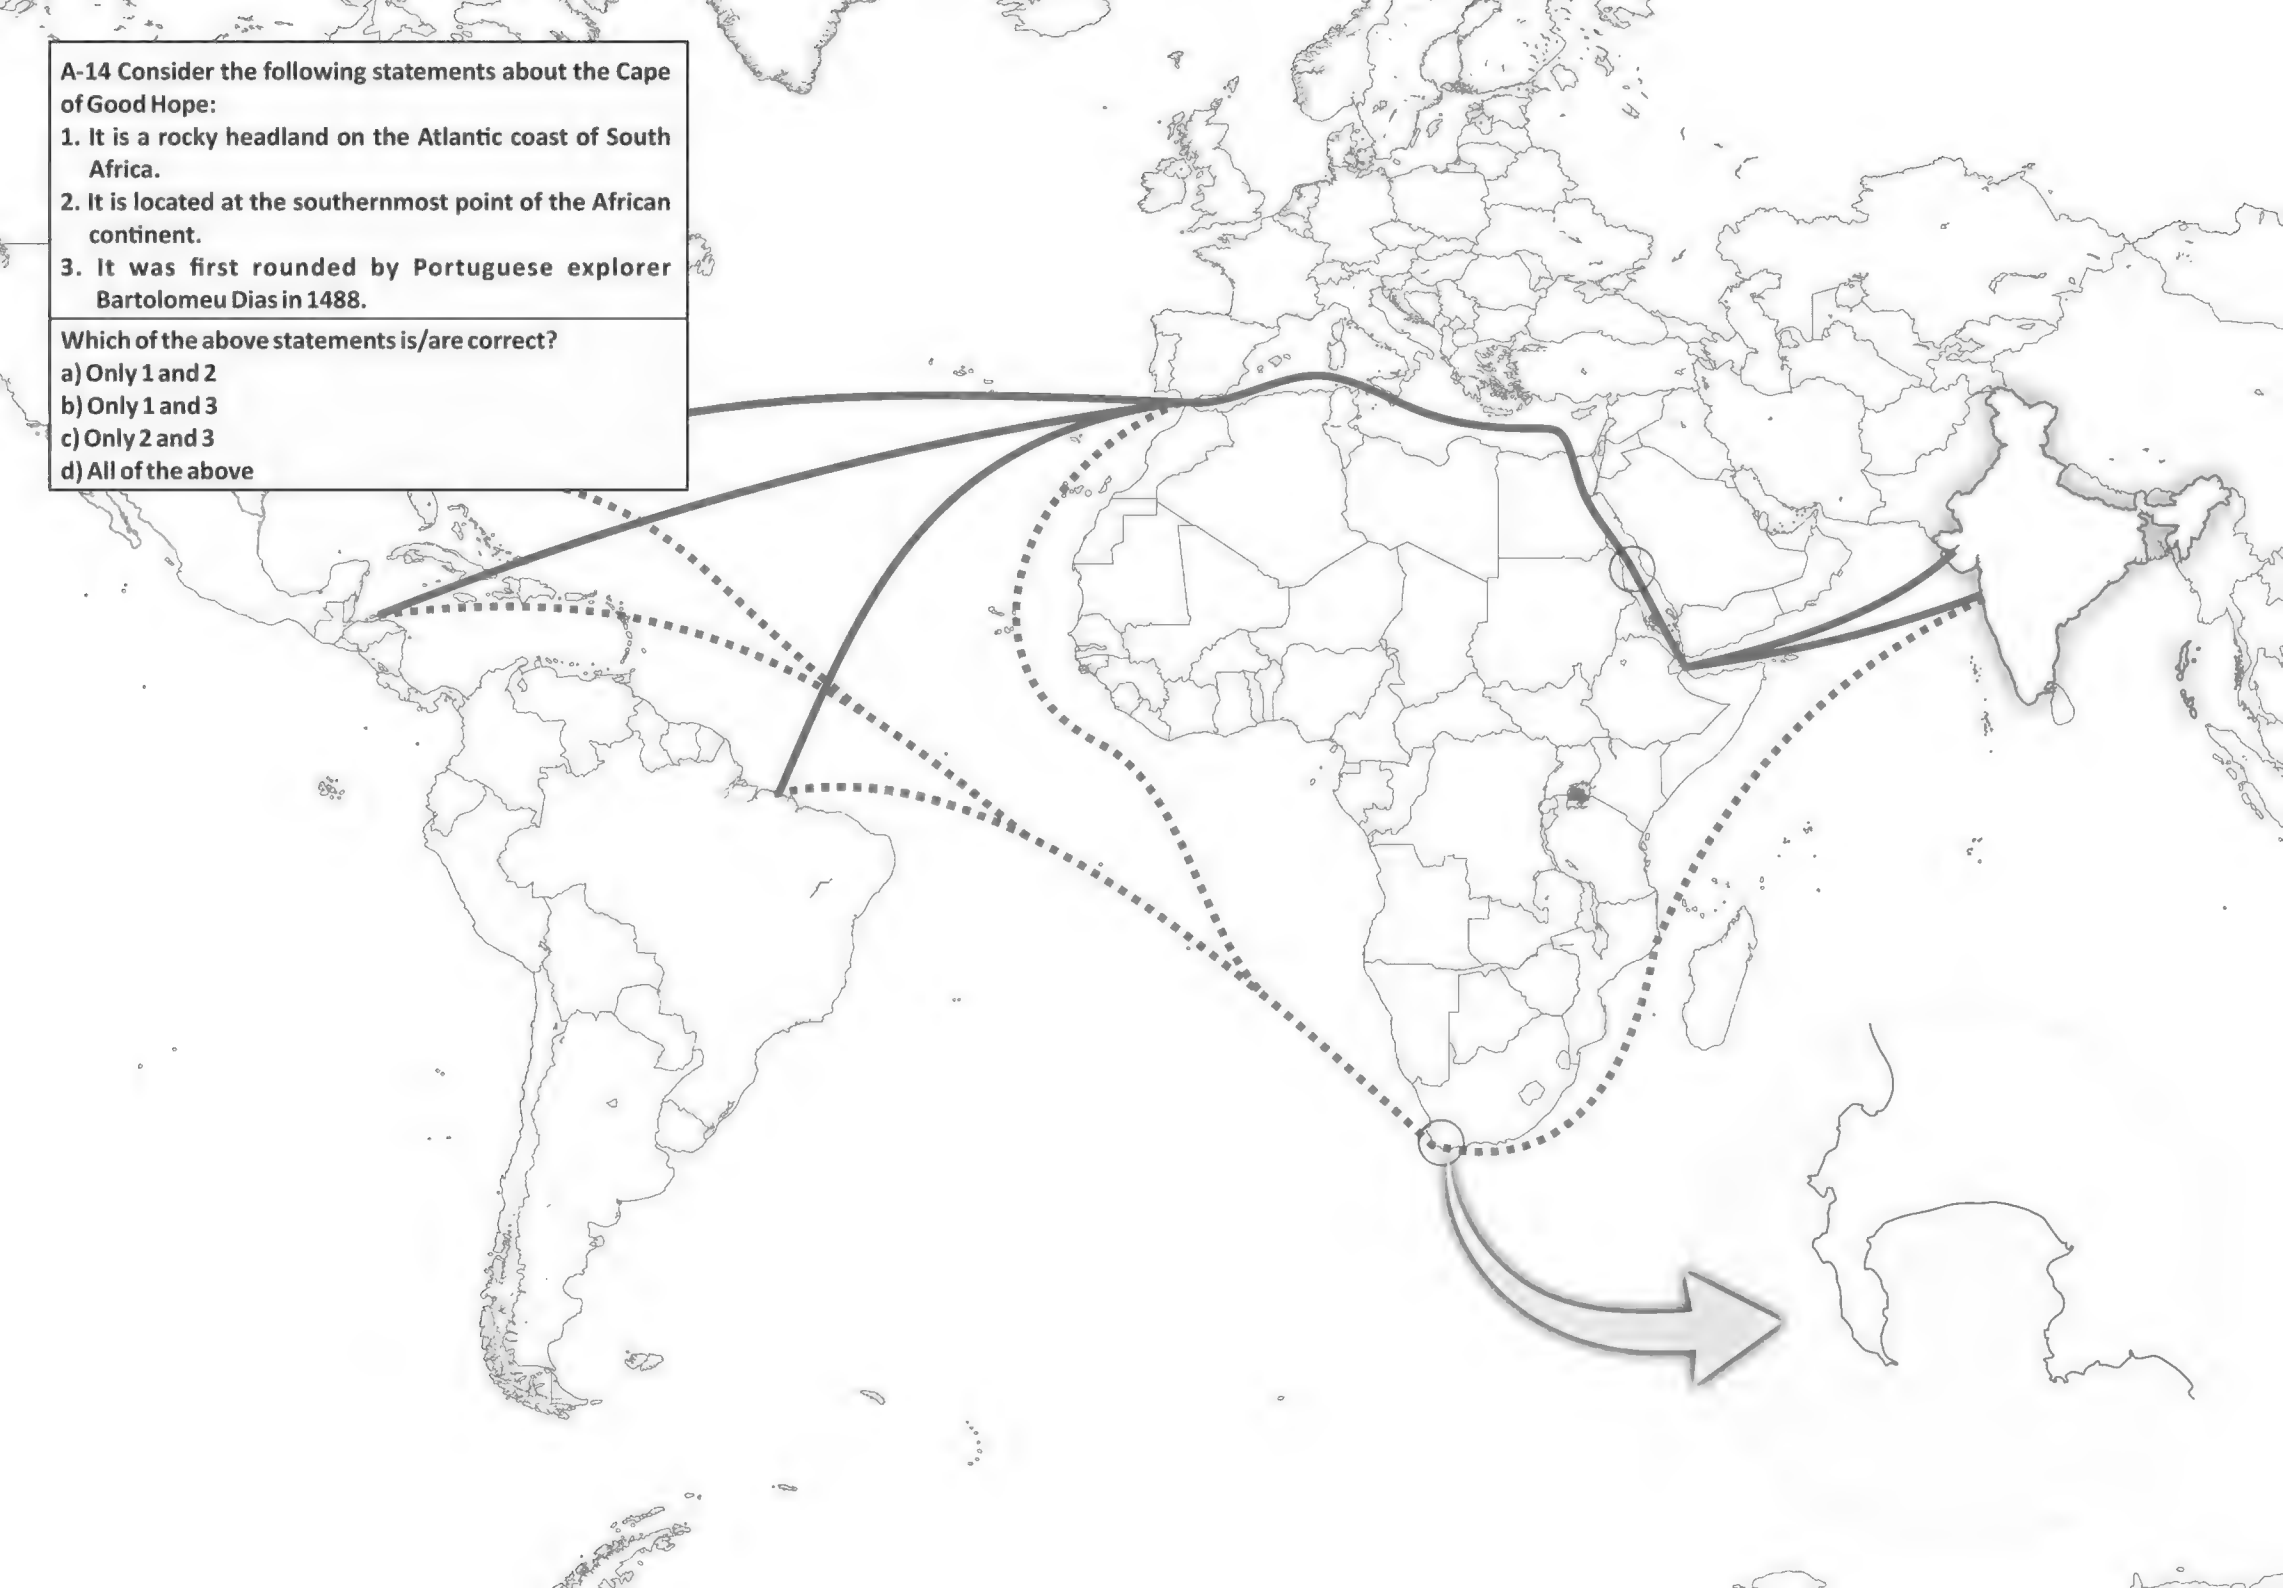 A-14 Consider the following statements about the Cape
of Good Hope:
1. It is a rocky headland on the Atlantic coast of South
Africa.
2. It is located at the southernmost point of the African
continent.
3. It was first rounded by Portuguese explorer
Bartolomeu Dias in 1488.
Which of the above statements is/are correct?
a) Only 1 and 2
b) Only 1 and 3
c) Only 2 and 3
d) All of the above